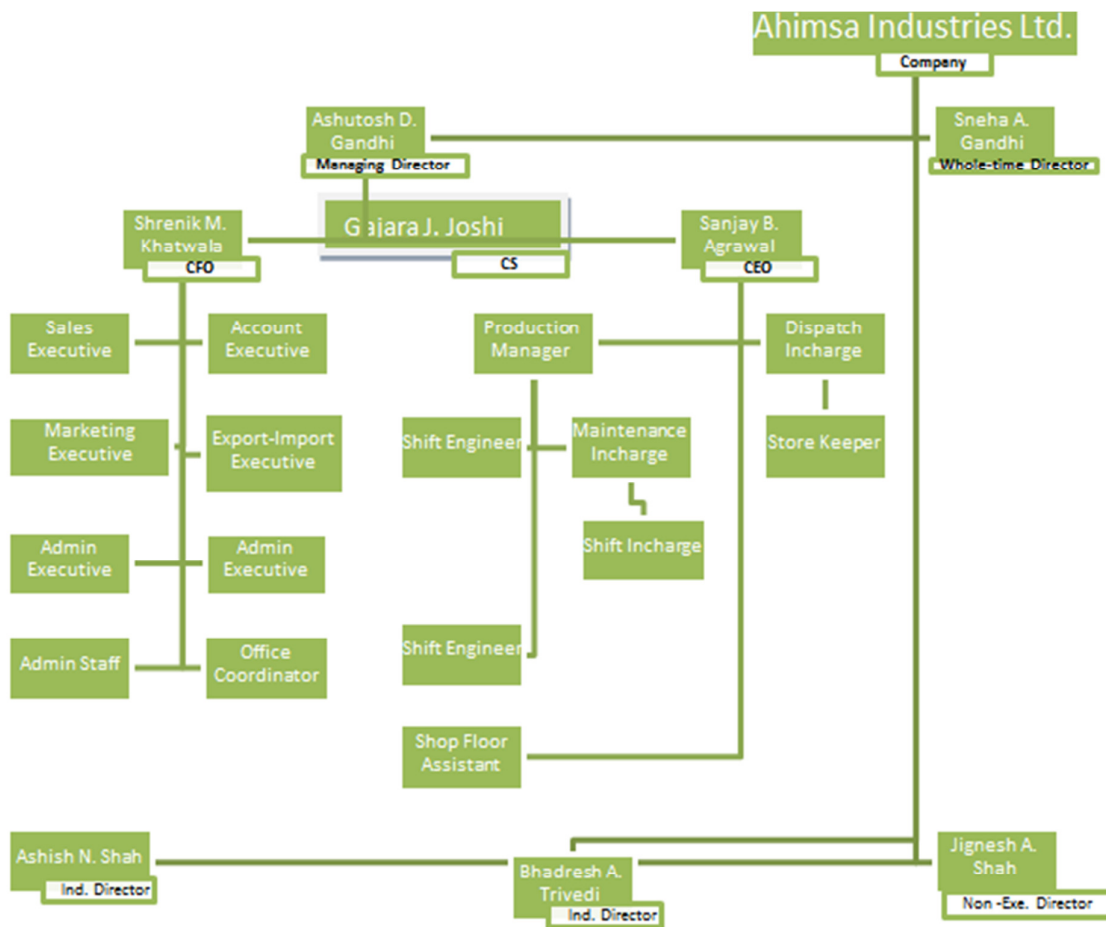 Ahimsa Industries Ltd.
Company
Ashutosh D.
Gandhi
Managing Director
Sneha A.
Gandhi
Whole-time Director
Shrenik M.
Khatwala
CFO
Gajara J. Joshi
CS
Sanjay B.
Agrawal
CEO
Sales
Executive
Account
Executive
Production
Manager
Dispatch
Incharge
Marketing
Executive
Export-Import
Executive
Shift Engineer
Maintenance
Incharge
Store Keeper
Shift Incharge
Admin
Executive
Admin
Executive
Admin Staff
Office
Coordinator
Shift Engineer
Shop Floor
Assistant
Ashish N. Shah
Ind. Director
Bhadresh A.
Trivedi
Ind. Director
Jignesh A.
Shah
Non -Exe. Director